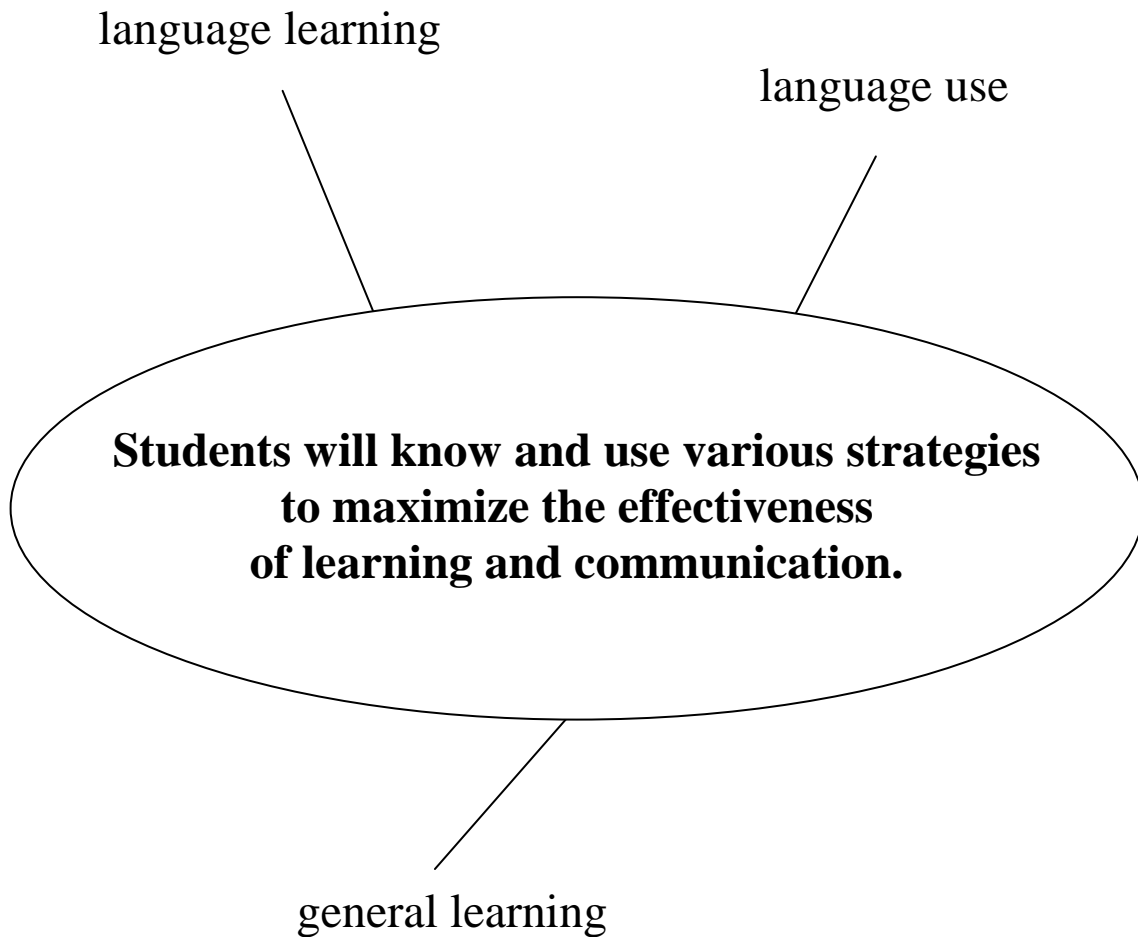 language learning
language use
Students will know and use various strategies
to maximize the effectiveness
of learning and communication.
general learning